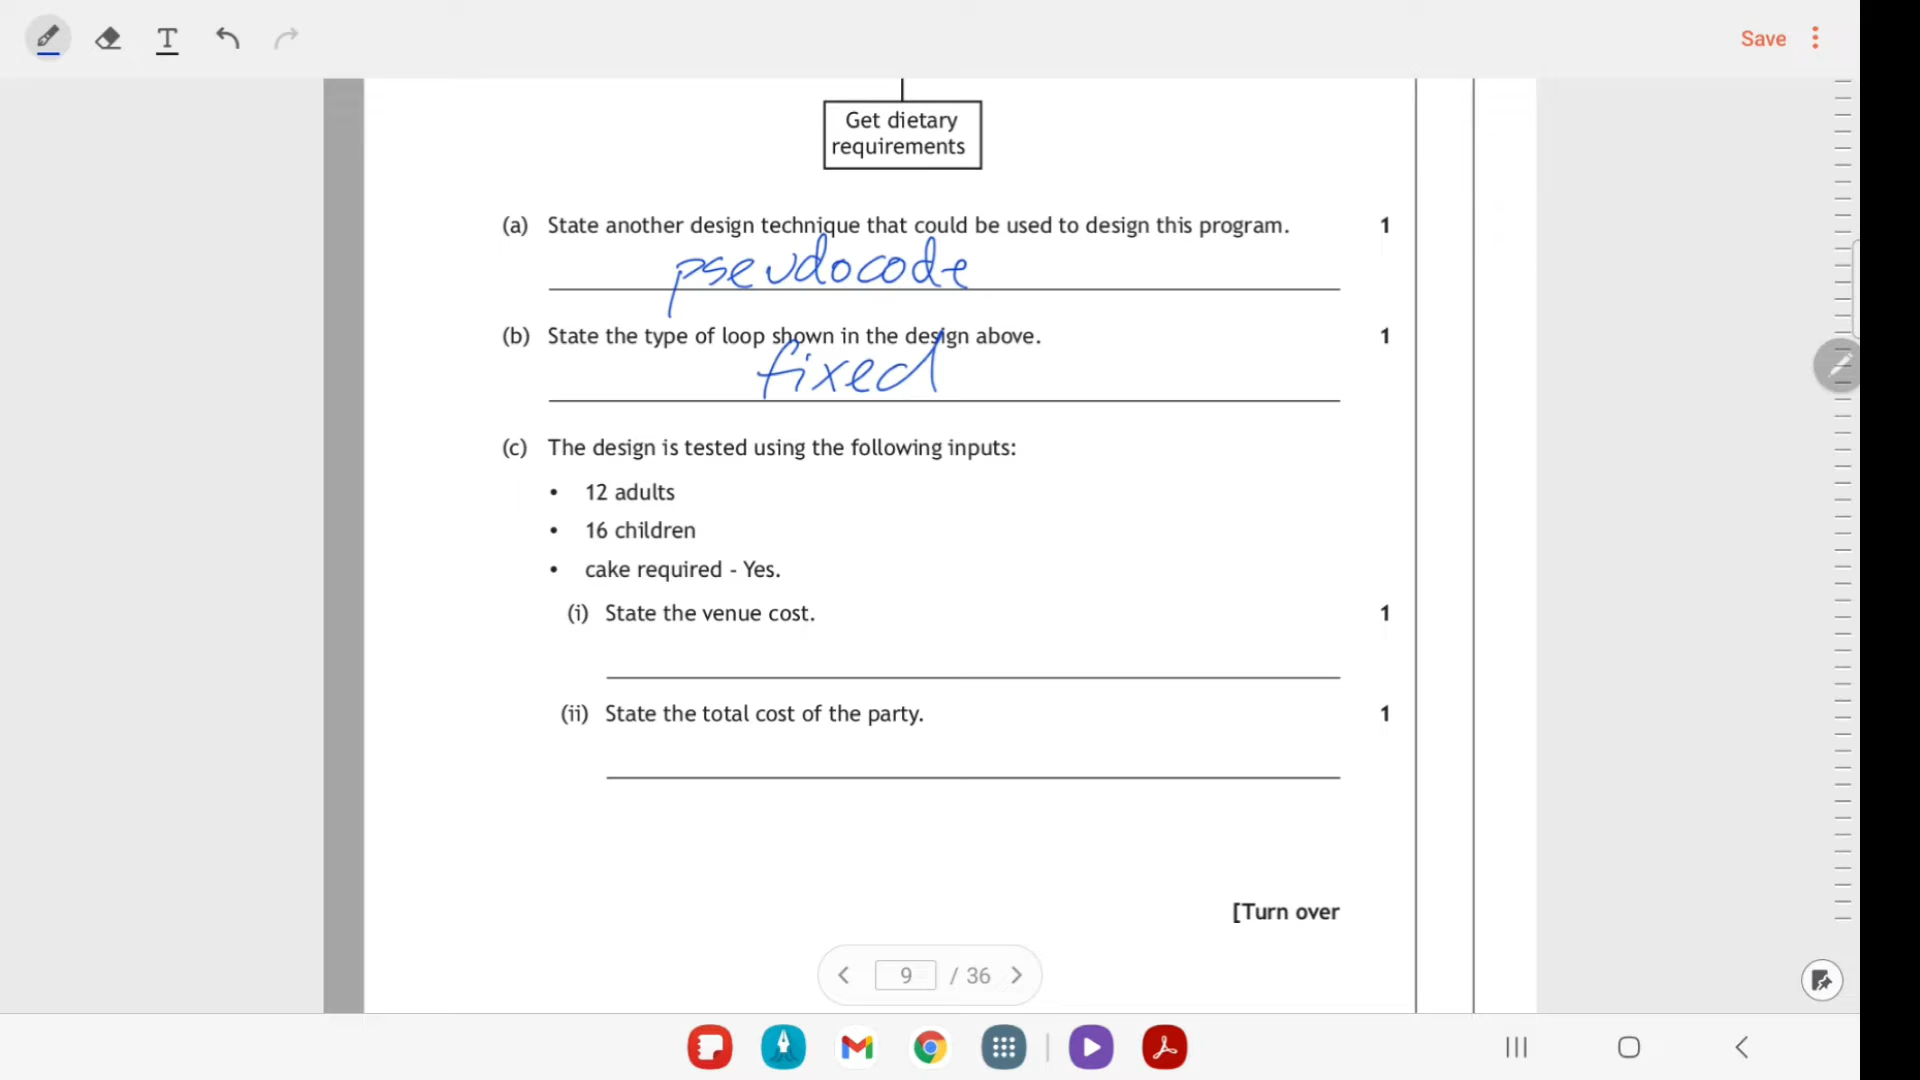 T
Save
Get dietary
requirements
(a) State another design technique that could be used to design this program. 1
pseudocode
(b) State the type of loop shown in the design above. 1
fixed
(c) The design is tested using the following inputs:
• 12 adults
• 16 children
• cake required - Yes.
(i) State the venue cost. 1
(ii) State the total cost of the party. 1
[Turn over
< 9 / 36 >